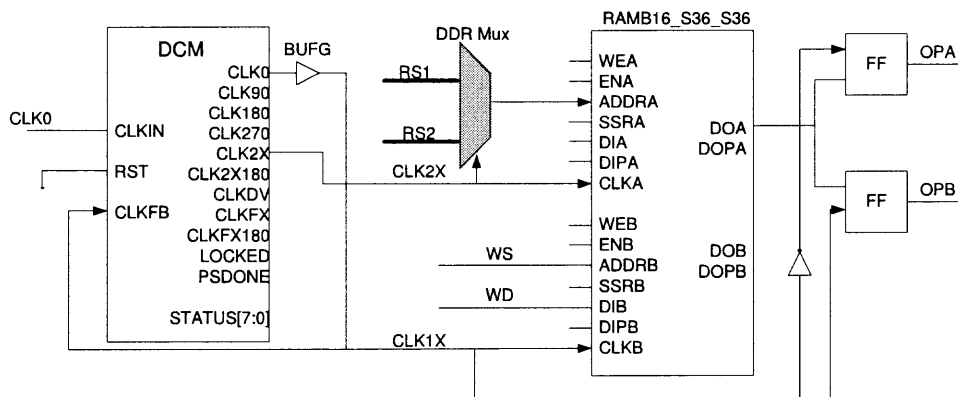 RAMB16_S36_S36
DCM
BUFG
DDR Mux
CLK0
CLK90
CLK180
CLK270
CLK2X
CLK2X180
CLKDV
CLKFX
CLKFX180
LOCKED
PSDONE
STATUS[7:0]
CLK0
CLKIN
RST
CLKFB
RS1
RS2
CLK2X
WS
WD
CLK1X
WEA
ENA
ADDRA
SSRA
DIA
DIPA
CLKA
WEB
ENB
ADDRB
SSRB
DIB
DIPB
CLKB
DOA
DOPA
DOB
DOPB
FF
OPA
FF
OPB